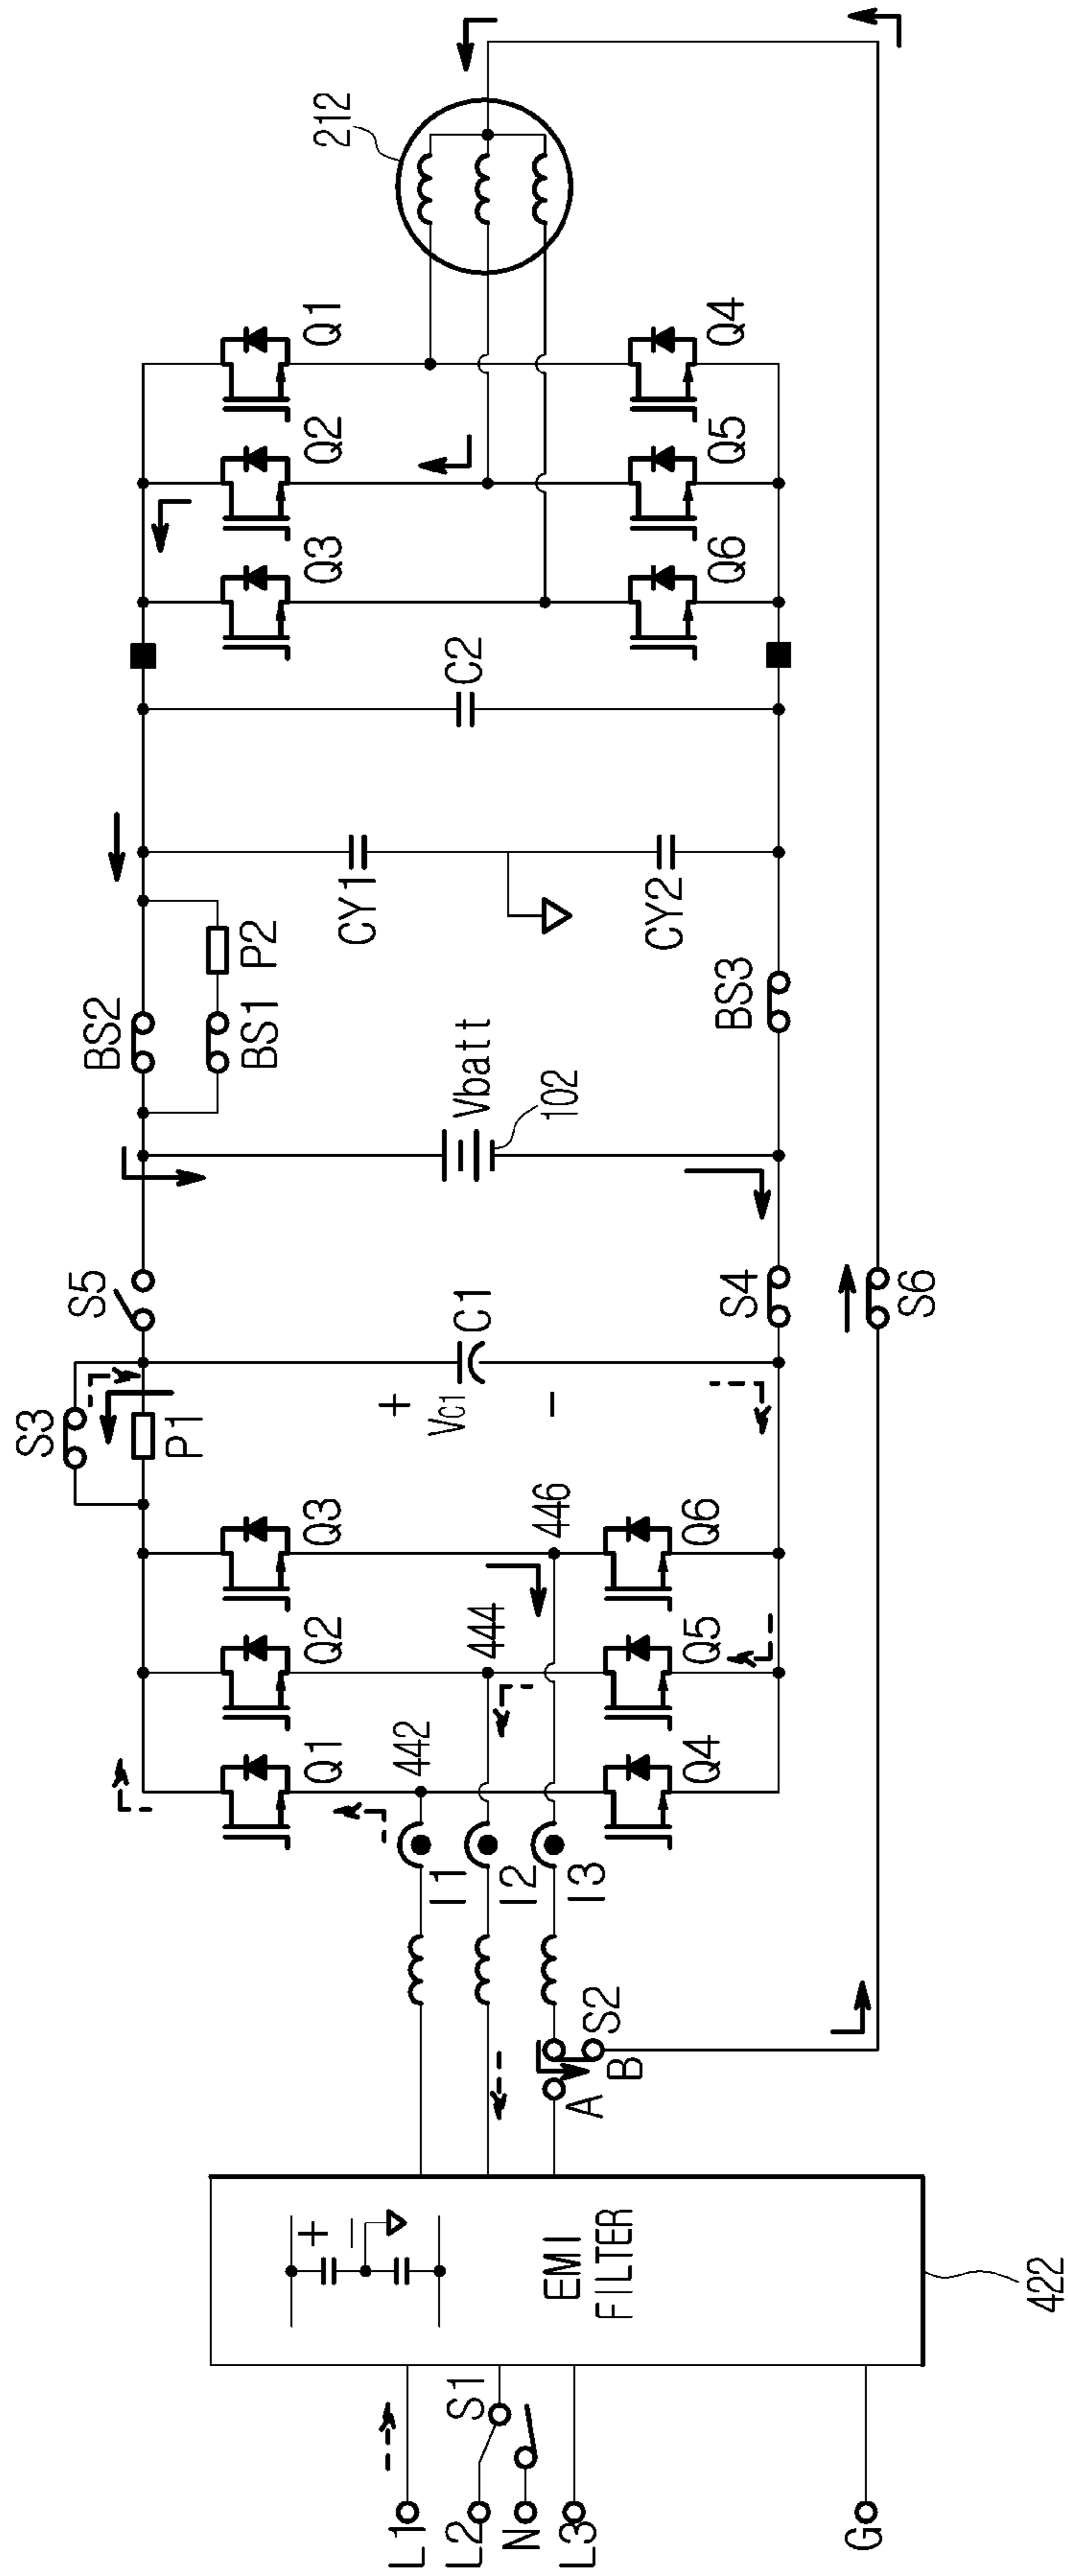 S3
P1
S5
BS2
BS1
P2
Q1
Q2
Q3
Q3
Q2
Q1
212
442
444
446
I1
I2
I3
+
VC1
−
C1
Vbatt
102
CY1
CY2
C2
Q4
Q5
Q6
S4
BS3
Q6
Q5
Q4
S6
S2
A
B
+
−
EMI
FILTER
422
L1
L2
S1
N
L3
G